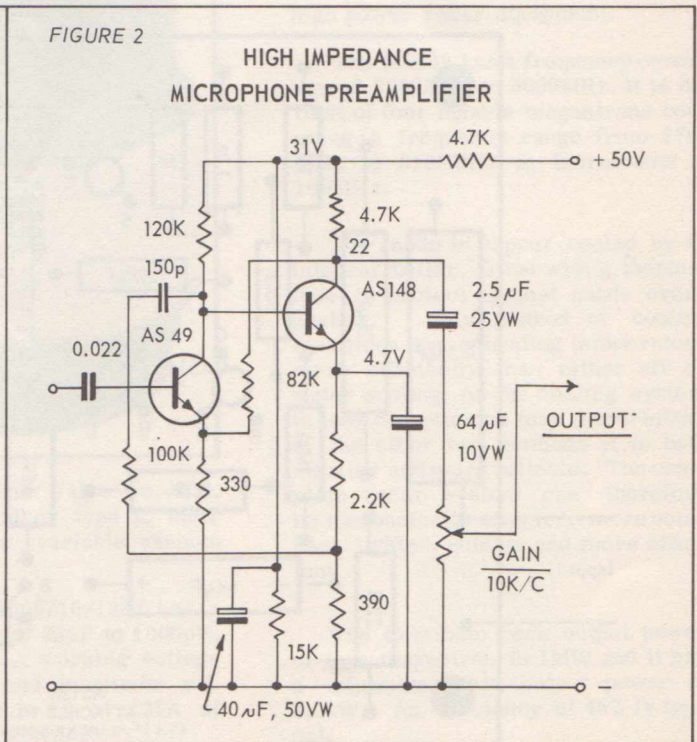 FIGURE 2
HIGH IMPEDANCE
MICROPHONE PREAMPLIFIER
31V
4.7K
+ 50V
120K
4.7K
150p
22
AS148
2.5 µF
25VW
0.022
AS149
4.7V
82K
64 µF
10VW
OUTPUT
100K
330
2.2K
GAIN
10K/C
390
15K
40 µF, 50VW
–